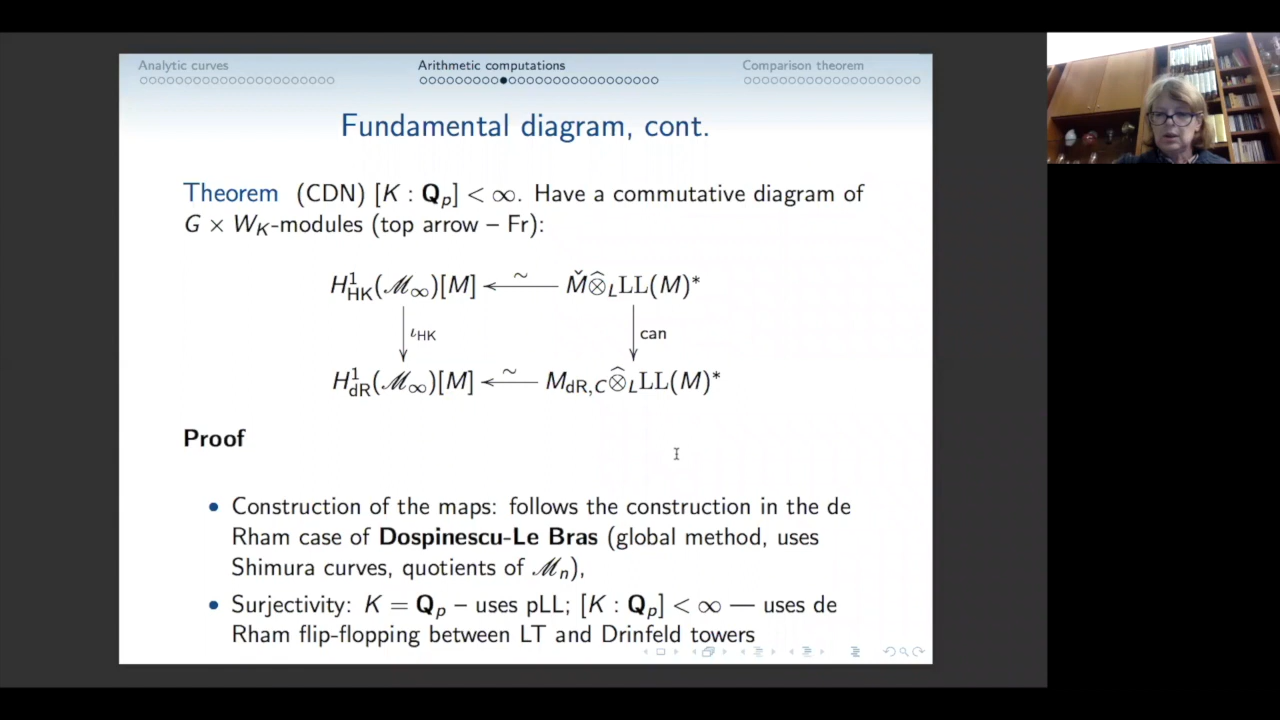 Analytic curves Arithmetic computations Comparison theorem
Fundamental diagram, cont.
Theorem (CDN) [K : Q_p] < ∞. Have a commutative diagram of
G × W_K-modules (top arrow – Fr):
H^1_HK(ℳ_∞)[M] ←∼ M̌ ⊗̂_L LL(M)*
ι_HK can
H^1_dR(ℳ_∞)[M] ←∼ M_dR,C ⊗̂_L LL(M)*
Proof
• Construction of the maps: follows the construction in the de
Rham case of Dospinescu-Le Bras (global method, uses
Shimura curves, quotients of ℳ_n),
• Surjectivity: K = Q_p – uses pLL; [K : Q_p] < ∞ — uses de
Rham flip-flopping between LT and Drinfeld towers